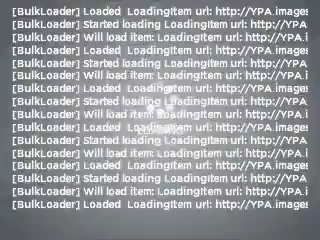 [BulkLoader] Loaded LoadingItem url: http://YPA.images
[BulkLoader] Started loading LoadingItem url: http://YPA
[BulkLoader] Will load item: LoadingItem url: http://YPA.i
[BulkLoader] Loaded LoadingItem url: http://YPA.images
[BulkLoader] Started loading LoadingItem url: http://YPA
[BulkLoader] Will load item: LoadingItem url: http://YPA.i
[BulkLoader] Loaded LoadingItem url: http://YPA.images
[BulkLoader] Started loading LoadingItem url: http://YPA
[BulkLoader] Will load item: LoadingItem url: http://YPA.i
[BulkLoader] Loaded LoadingItem url: http://YPA.images
[BulkLoader] Started loading LoadingItem url: http://YPA
[BulkLoader] Will load item: LoadingItem url: http://YPA.i
[BulkLoader] Loaded LoadingItem url: http://YPA.images
[BulkLoader] Started loading LoadingItem url: http://YPA
[BulkLoader] Will load item: LoadingItem url: http://YPA.i
[BulkLoader] Loaded LoadingItem url: http://YPA.images